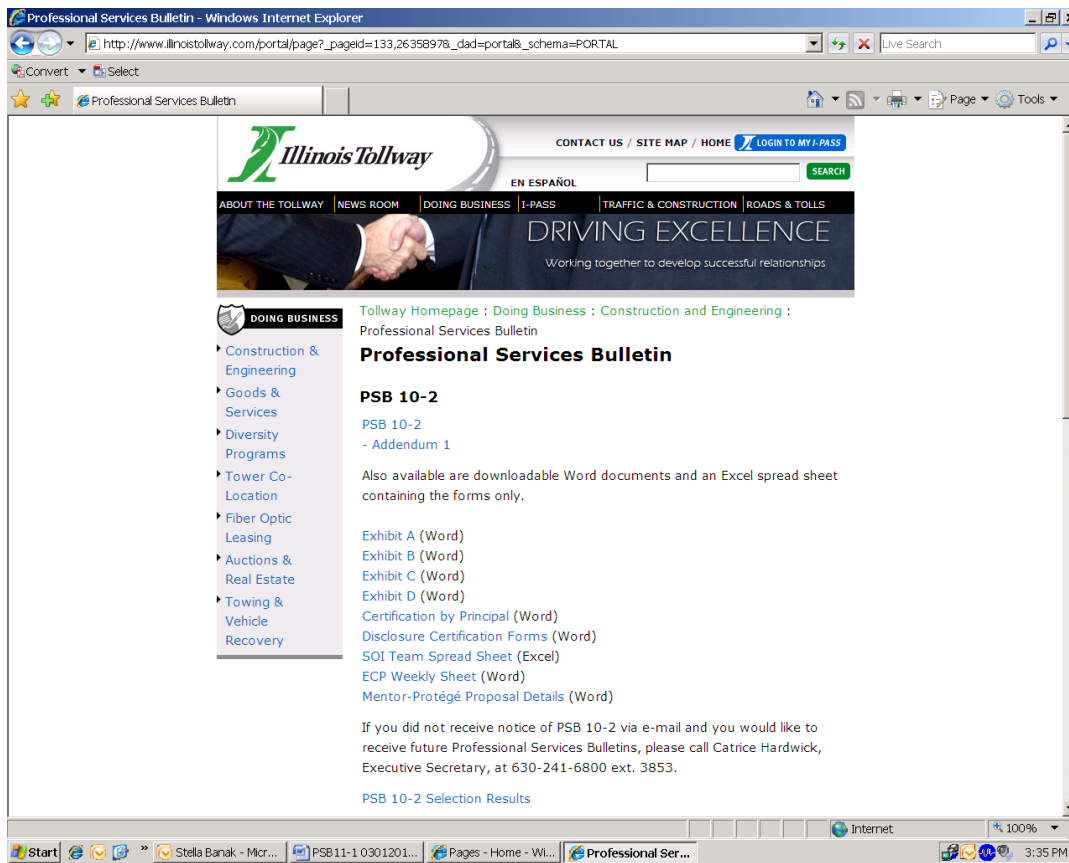 Professional Services Bulletin - Windows Internet Explorer
http://www.illinoistollway.com/portal/page?_pageid=133,2635897&_dad=portal&_schema=PORTAL
Live Search
Convert Select
Professional Services Bulletin
Page Tools
Illinois Tollway
CONTACT US / SITE MAP / HOME LOGIN TO MY I-PASS
SEARCH
EN ESPAÑOL
ABOUT THE TOLLWAY NEWS ROOM DOING BUSINESS I-PASS TRAFFIC & CONSTRUCTION ROADS & TOLLS
DRIVING EXCELLENCE
Working together to develop successful relationships
DOING BUSINESS
Construction &
Engineering
Goods &
Services
Diversity
Programs
Tower Co-
Location
Fiber Optic
Leasing
Auctions &
Real Estate
Towing &
Vehicle
Recovery
Tollway Homepage : Doing Business : Construction and Engineering :
Professional Services Bulletin
Professional Services Bulletin
PSB 10-2
PSB 10-2
- Addendum 1
Also available are downloadable Word documents and an Excel spread sheet
containing the forms only.
Exhibit A (Word)
Exhibit B (Word)
Exhibit C (Word)
Exhibit D (Word)
Certification by Principal (Word)
Disclosure Certification Forms (Word)
SOI Team Spread Sheet (Excel)
ECP Weekly Sheet (Word)
Mentor-Protégé Proposal Details (Word)
If you did not receive notice of PSB 10-2 via e-mail and you would like to
receive future Professional Services Bulletins, please call Catrice Hardwick,
Executive Secretary, at 630-241-6800 ext. 3853.
PSB 10-2 Selection Results
Internet 100%
Start » Stella Banak - Micr... PSB11-1 0301201... Pages - Home - Wi... Professional Ser... 3:35 PM